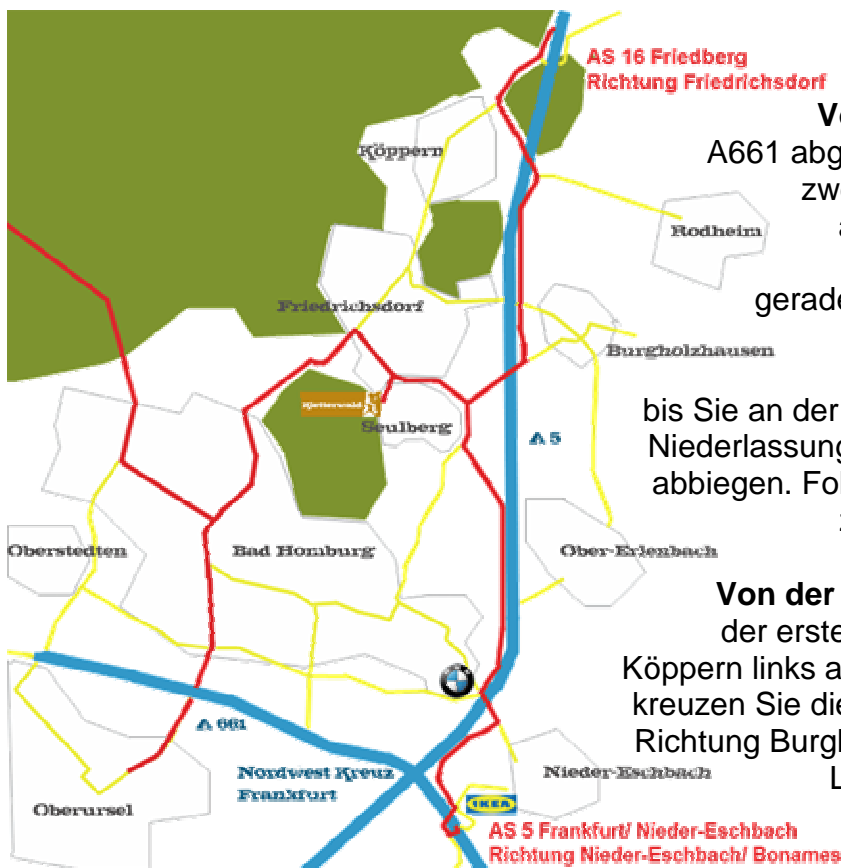 AS 16 Friedberg
Richtung Friedrichsdorf
Köppern
A661 abg
Rodheim
gerade
Friedrichsdorf
Burgholzhausen
Kletterwald
Seulberg
bis Sie an der
A 5
Niederlassung
abbiegen. Fol
Oberstedten
Bad Homburg
Ober-Erlenbach
Von der
der erste
Köppern links a
kreuzen Sie die
A 661
Richtung Burgh
Nordwest Kreuz
Frankfurt
Nieder-Eschbach
L
Oberursel
IKEA
AS 5 Frankfurt/ Nieder-Eschbach
Richtung Nieder-Eschbach/ Bonames